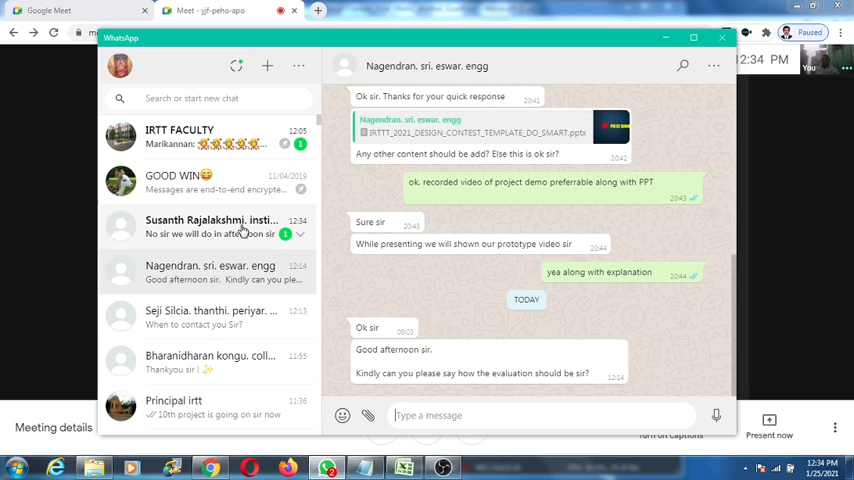 Google Meet
Meet - yjf-peho-apo
Paused
WhatsApp
12:34 PM
You
Nagendran. sri. eswar. engg
Search or start new chat
IRTT FACULTY
12:05
Marikannan:
1
GOOD WIN
11/04/2019
Messages are end-to-end encrypte...
Susanth Rajalakshmi. insti...
12:34
No sir we will do in afternoon sir
1
Nagendran. sri. eswar. engg
12:14
Good afternoon sir. Kindly can you ple...
Seji Silcia. thanthi. periyar. ...
12:13
When to contact you Sir?
Bharanidharan kongu. coll...
11:55
Thankyou sir !
Principal irtt
11:36
10th project is going on sir now
Ok sir. Thanks for your quick response
20:41
Nagendran. sri. eswar. engg
IRTTT_2021_DESIGN_CONTEST_TEMPLATE_DO_SMART.pptx
Any other content should be add? Else this is ok sir?
20:42
ok. recorded video of project demo preferrable along with PPT
20:43
Sure sir
20:43
While presenting we will shown our prototype video sir
20:44
yea along with explanation
20:44
TODAY
Ok sir
09:03
Good afternoon sir.
Kindly can you please say how the evaluation should be sir?
12:14
Type a message
Meeting details
Turn on captions
Present now
2
12:34 PM
1/25/2021